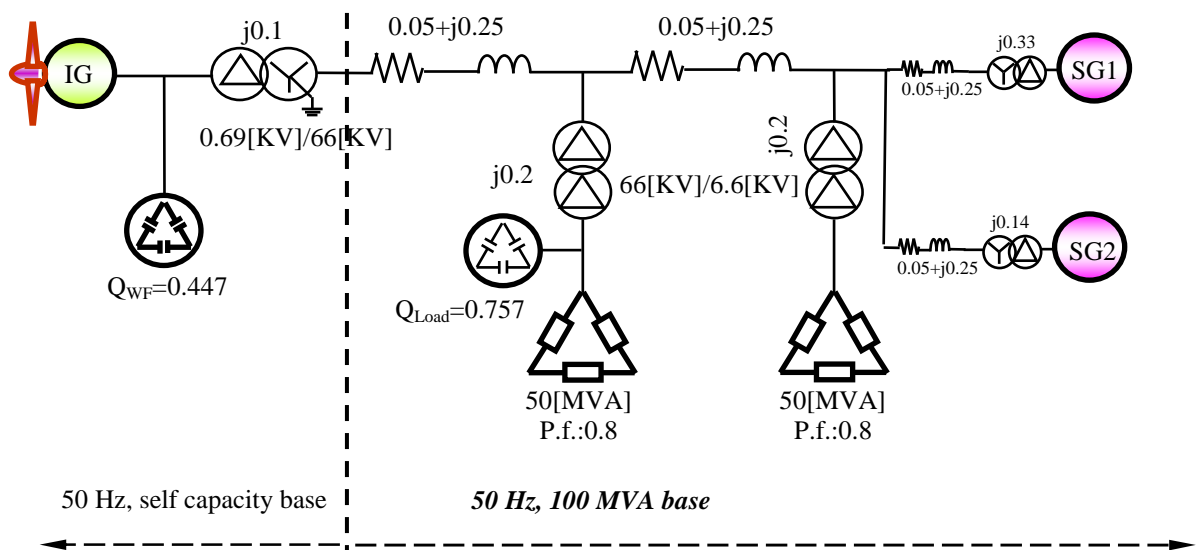 j0.1
0.05+j0.25
0.05+j0.25
j0.33
IG
SG1
0.05+j0.25
0.69[KV]/66[KV]
j0.2
j0.2
66[KV]/6.6[KV]
j0.14
SG2
0.05+j0.25
QWF=0.447
QLoad=0.757
50[MVA]
P.f.:0.8
50[MVA]
P.f.:0.8
50 Hz, self capacity base
50 Hz, 100 MVA base